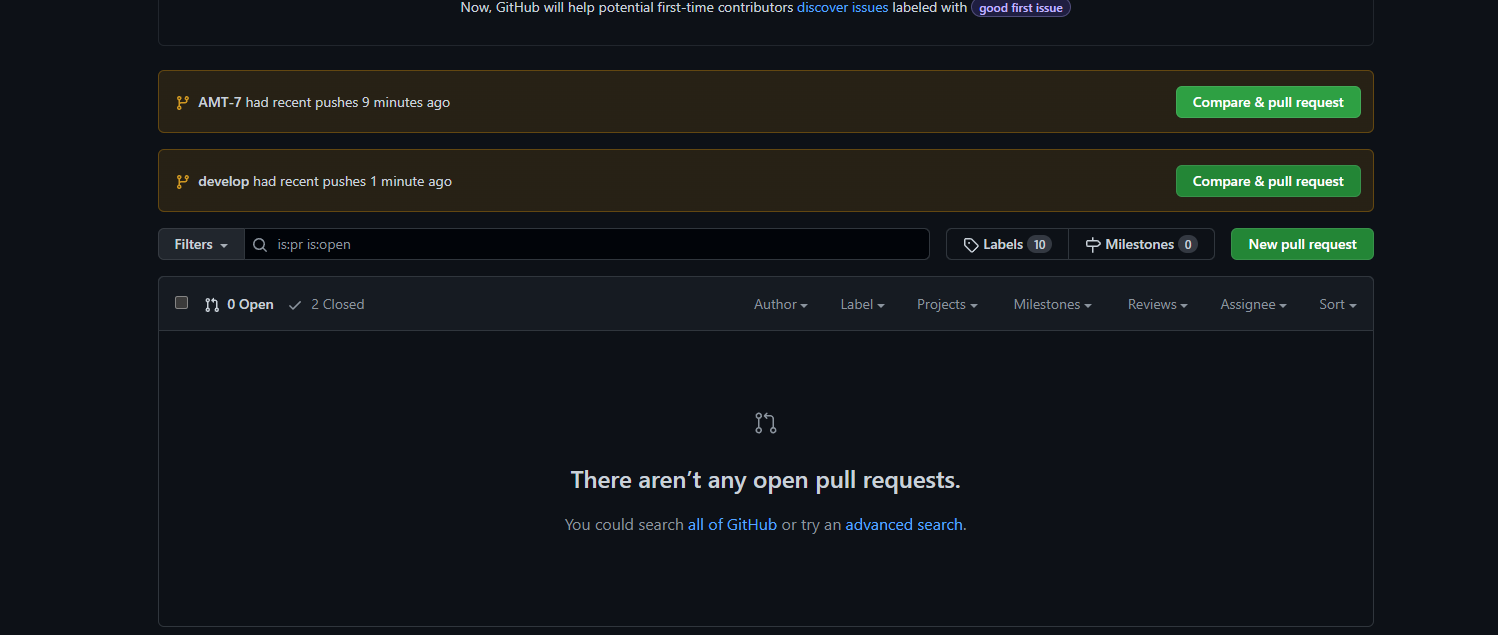 Now, GitHub will help potential first-time contributors discover issues labeled with good first issue
AMT-7 had recent pushes 9 minutes ago Compare & pull request
develop had recent pushes 1 minute ago Compare & pull request
Filters is:pr is:open Labels 10 Milestones 0 New pull request
0 Open 2 Closed Author Label Projects Milestones Reviews Assignee Sort
There aren’t any open pull requests.
You could search all of GitHub or try an advanced search.